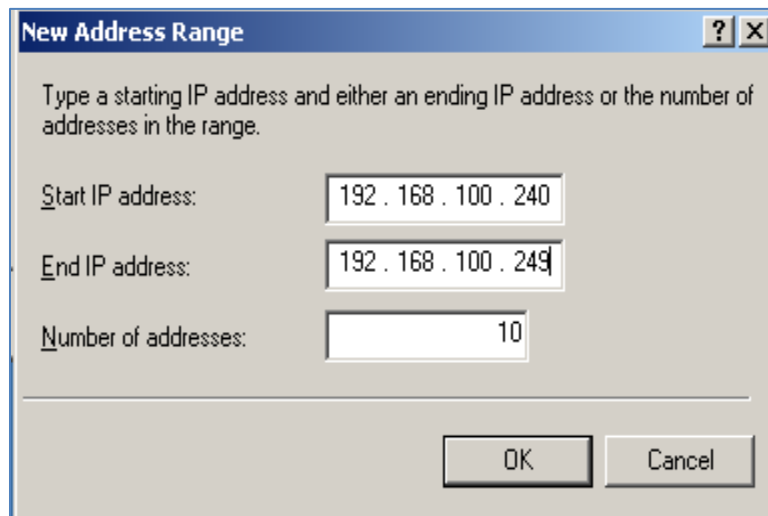 New Address Range
Type a starting IP address and either an ending IP address or the number of
addresses in the range.
Start IP address: 192 . 168 . 100 . 240
End IP address: 192 . 168 . 100 . 249
Number of addresses: 10
OK Cancel